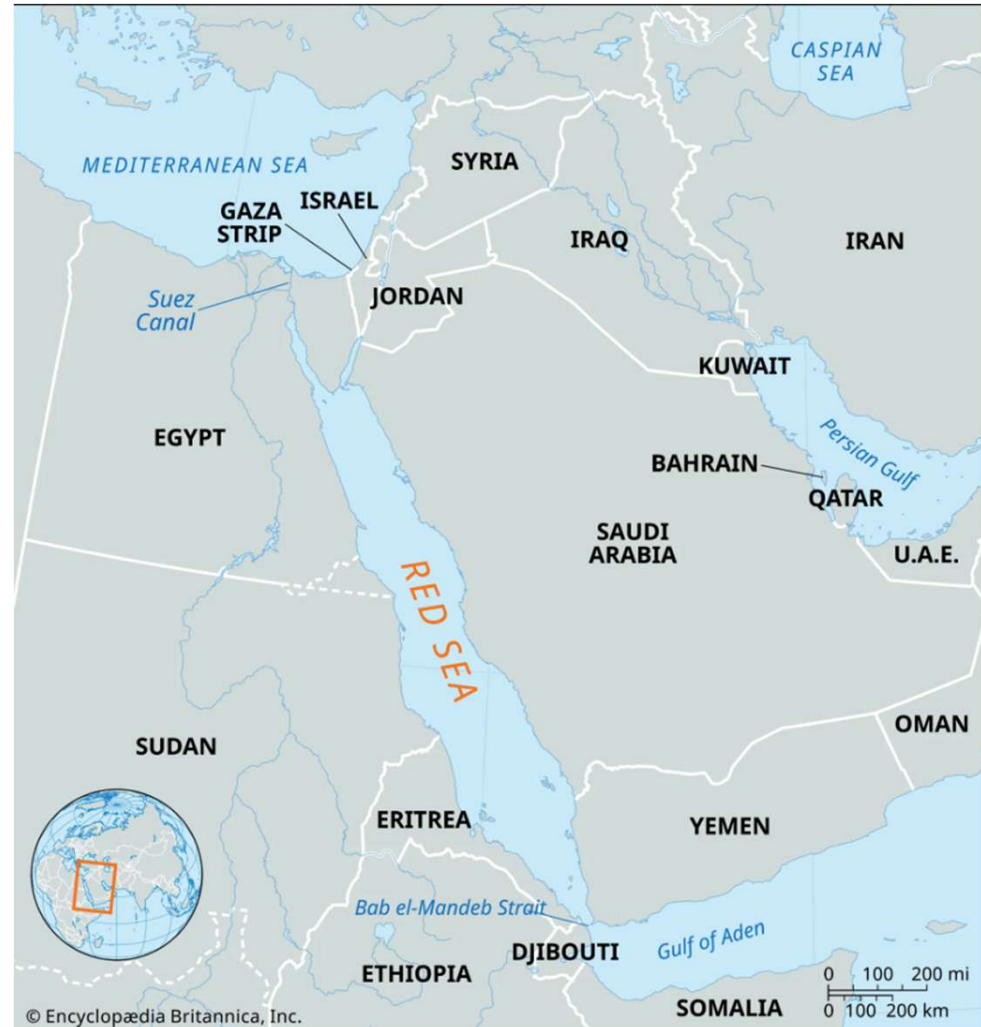 CASPIAN
SEA
MEDITERRANEAN SEA
SYRIA
ISRAEL
GAZA
STRIP
IRAQ
IRAN
JORDAN
Suez
Canal
KUWAIT
EGYPT
Persian Gulf
BAHRAIN
QATAR
SAUDI
ARABIA
U.A.E.
RED SEA
OMAN
SUDAN
ERITREA
YEMEN
Bab el-Mandeb Strait
DJIBOUTI
Gulf of Aden
ETHIOPIA
SOMALIA
0 100 200 mi
0 100 200 km
© Encyclopædia Britannica, Inc.